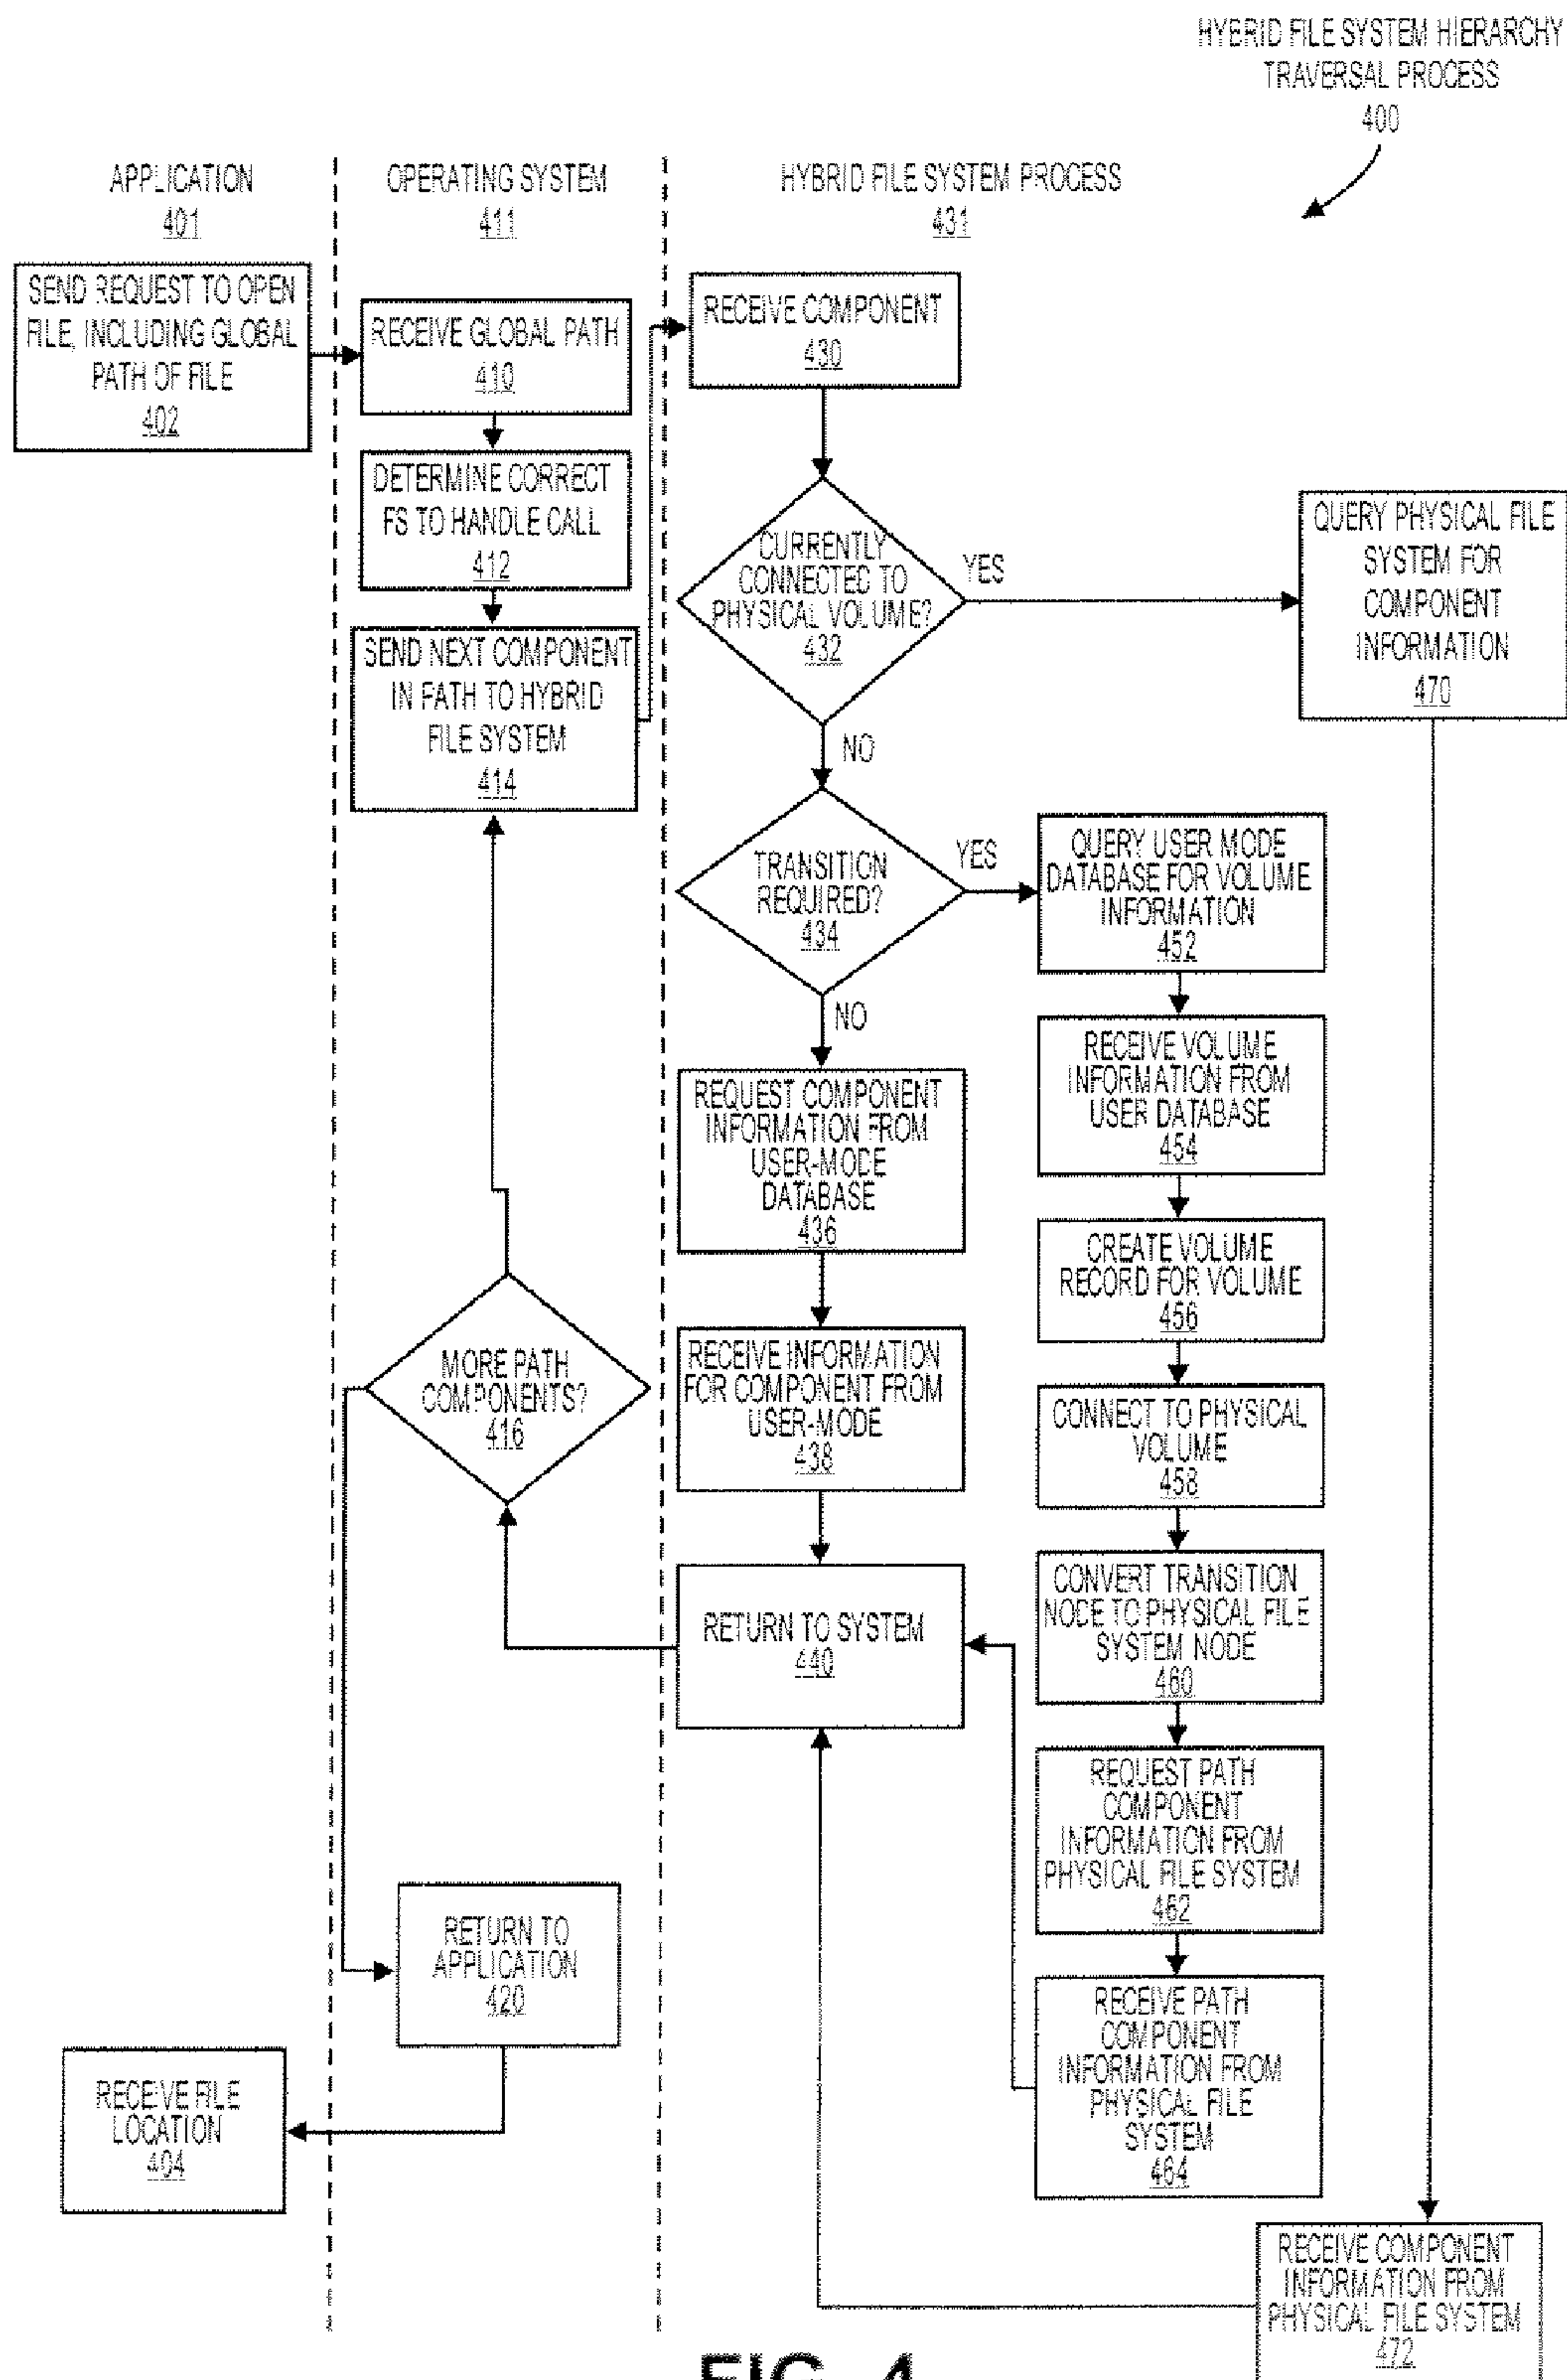 HYBRID FILE SYSTEM HIERARCHY
TRAVERSAL PROCESS
400
APPLICATION
401
OPERATING SYSTEM
411
HYBRID FILE SYSTEM PROCESS
431
SEND REQUEST TO OPEN
FILE, INCLUDING GLOBAL
PATH OF FILE
402
RECEIVE GLOBAL PATH
410
DETERMINE CORRECT
FS TO HANDLE CALL
412
SEND NEXT COMPONENT
IN PATH TO HYBRID
FILE SYSTEM
414
RECEIVE COMPONENT
430
CURRENTLY
CONNECTED TO
PHYSICAL VOLUME?
432
YES
NO
QUERY PHYSICAL FILE
SYSTEM FOR
COMPONENT
INFORMATION
470
TRANSITION
REQUIRED?
434
YES
NO
QUERY USER MODE
DATABASE FOR VOLUME
INFORMATION
452
RECEIVE VOLUME
INFORMATION FROM
USER DATABASE
454
REQUEST COMPONENT
INFORMATION FROM
USER-MODE
DATABASE
436
CREATE VOLUME
RECORD FOR VOLUME
456
MORE PATH
COMPONENTS?
416
RECEIVE INFORMATION
FOR COMPONENT FROM
USER-MODE
438
CONNECT TO PHYSICAL
VOLUME
458
CONVERT TRANSITION
NODE TO PHYSICAL FILE
SYSTEM NODE
460
RETURN TO SYSTEM
440
REQUEST PATH
COMPONENT
INFORMATION FROM
PHYSICAL FILE SYSTEM
462
RETURN TO
APPLICATION
420
RECEIVE PATH
COMPONENT
INFORMATION FROM
PHYSICAL FILE
SYSTEM
464
RECEIVE FILE
LOCATION
404
RECEIVE COMPONENT
INFORMATION FROM
PHYSICAL FILE SYSTEM
472
FIG. 4